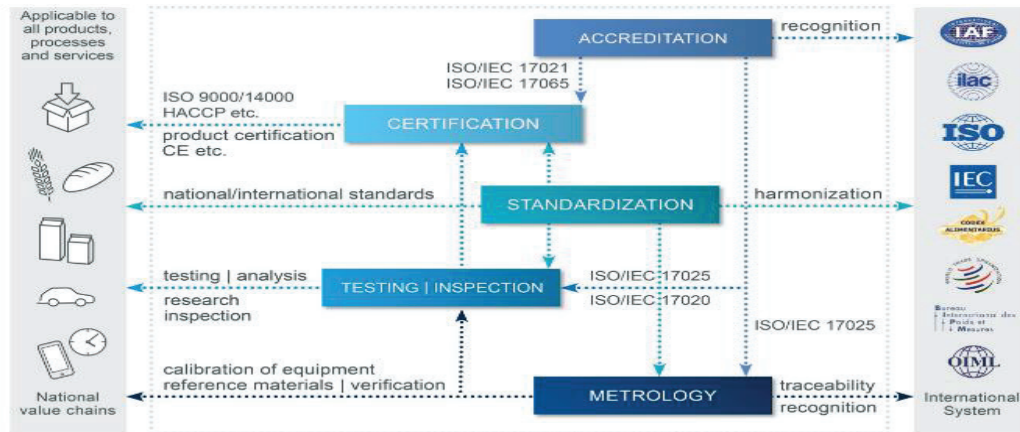 Applicable to
all products,
processes
and services
ACCREDITATION
recognition
IAF
ISO/IEC 17021
ISO/IEC 17065
ilac
ISO 9000/14000
HACCP etc.
CERTIFICATION
product certification
CE etc.
ISO
IEC
national/international standards
STANDARDIZATION
harmonization
CODEX
ALIMENTARIUS
testing | analysis
TESTING | INSPECTION
ISO/IEC 17025
research
inspection
ISO/IEC 17020
WORLD TRADE ORGANIZATION
ISO/IEC 17025
Bureau
International des
Poids et
Mesures
calibration of equipment
reference materials | verification
METROLOGY
traceability
recognition
OIML
National
value chains
International
System